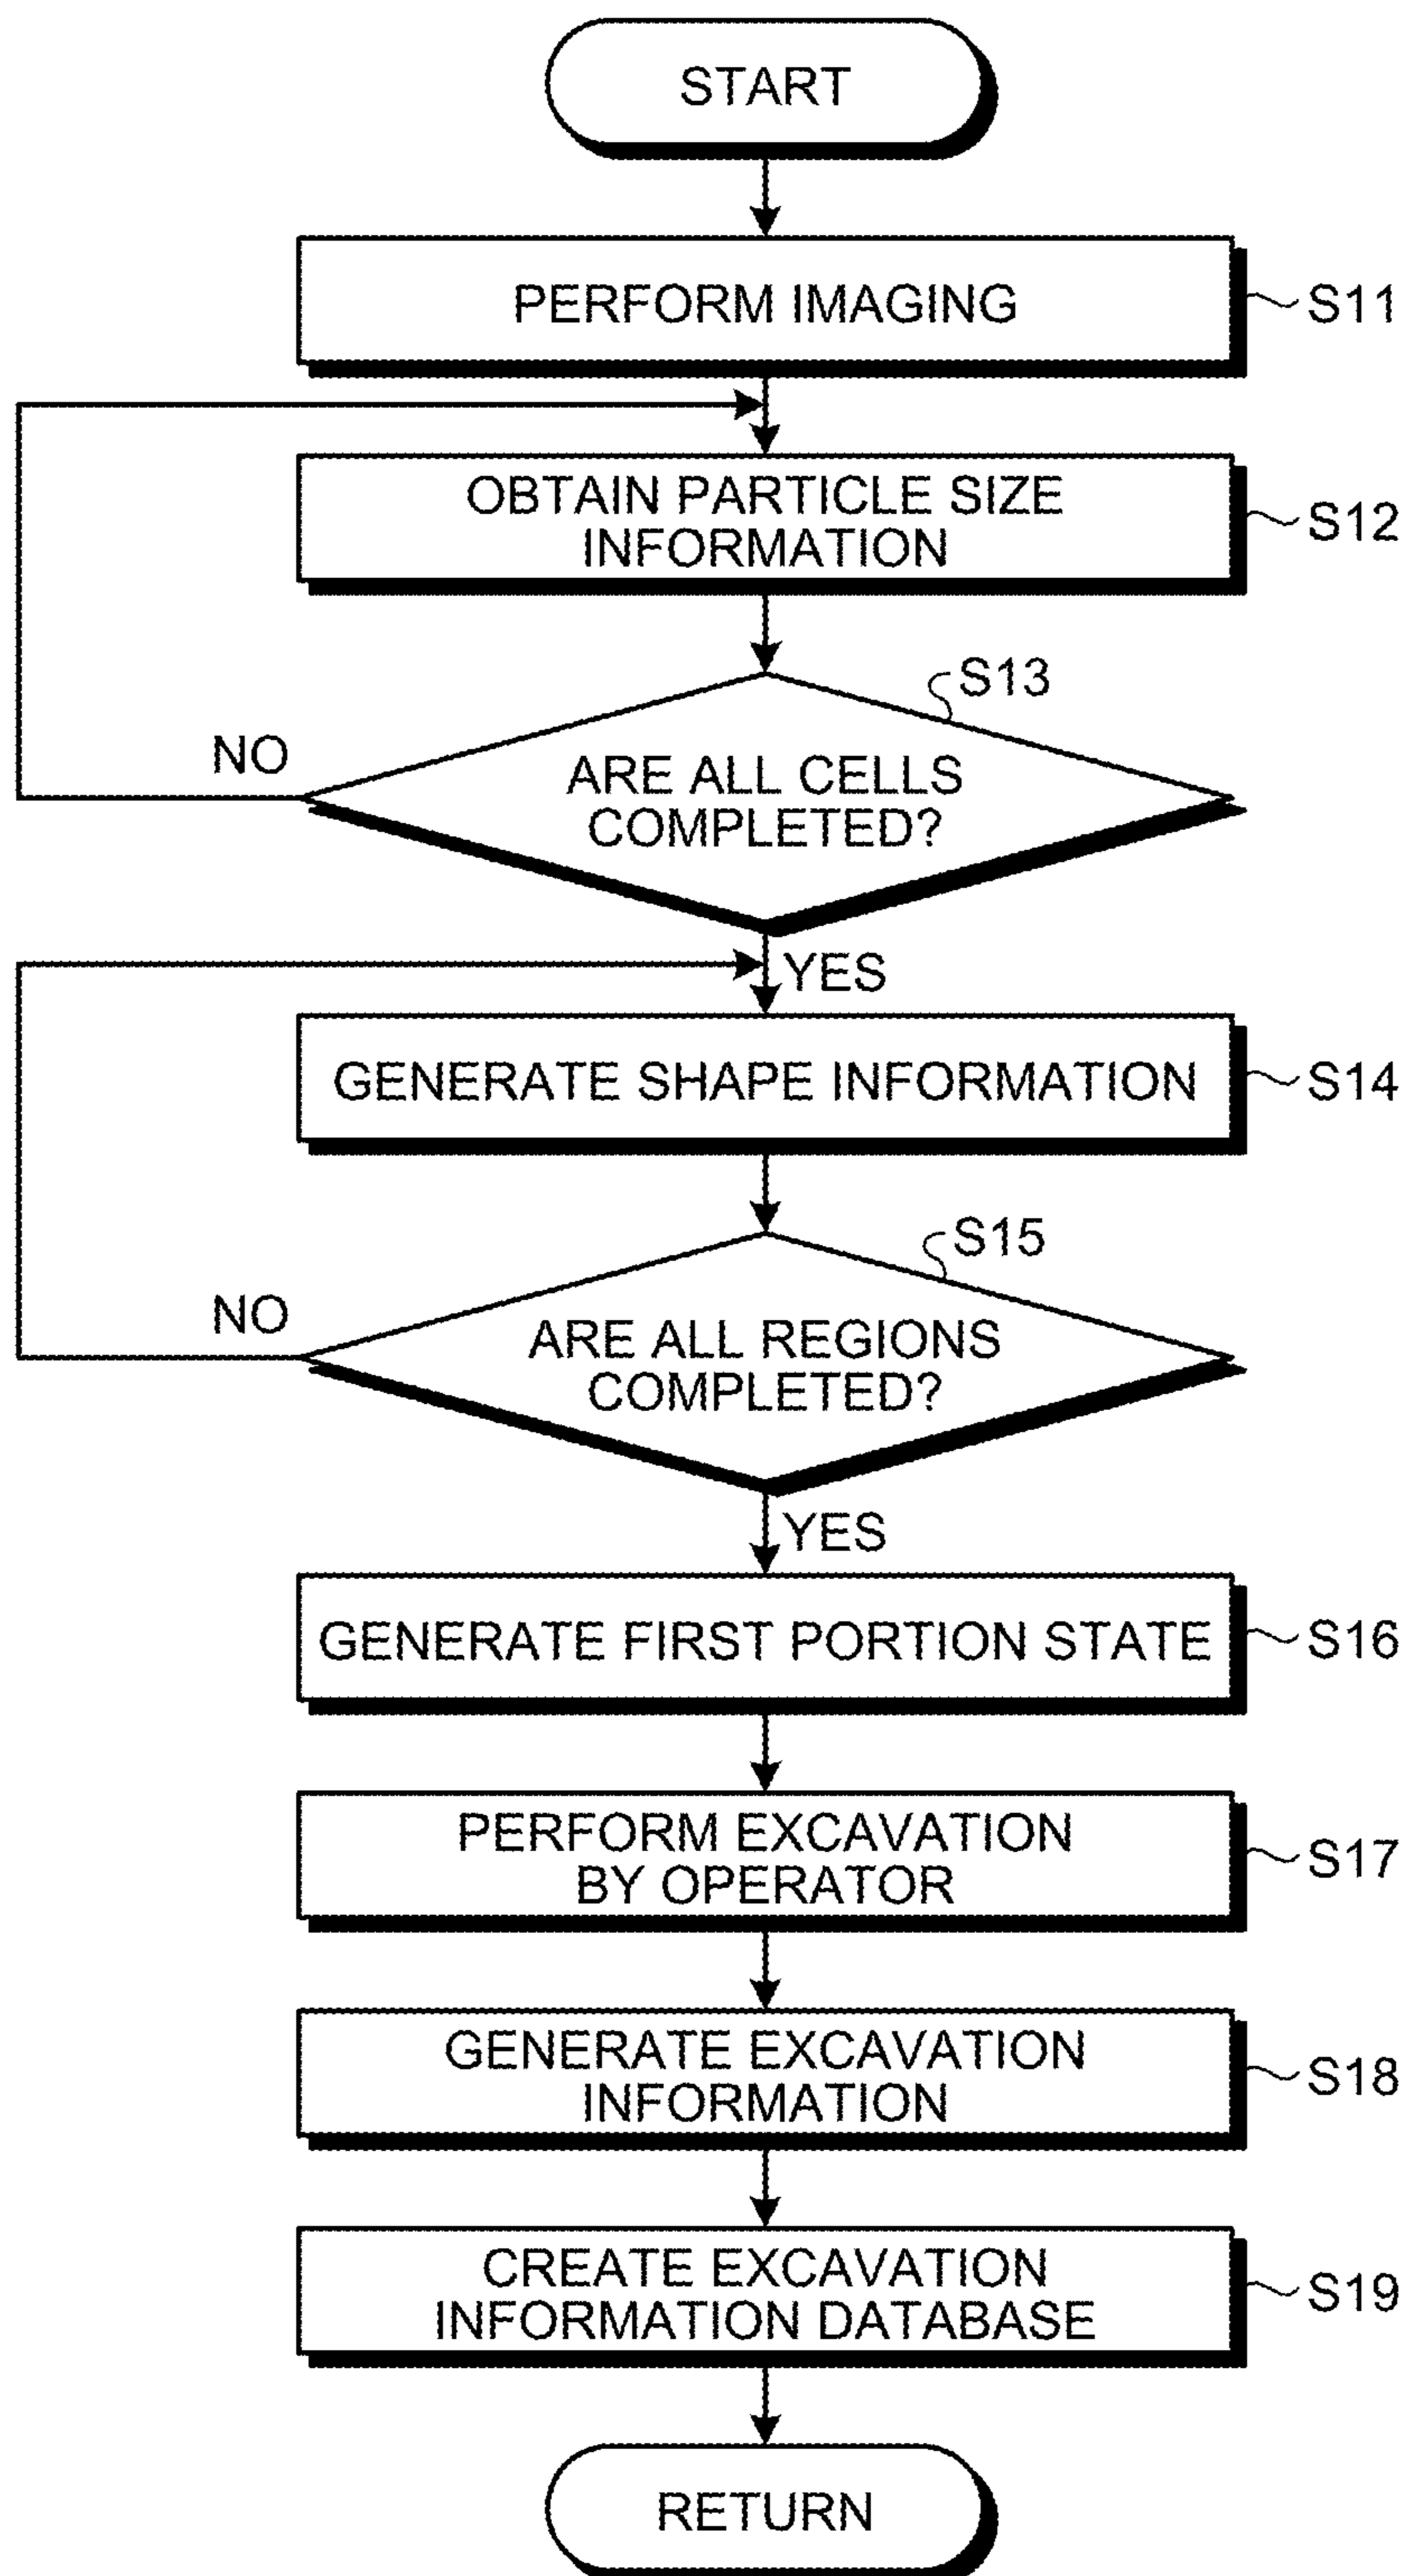 START
PERFORM IMAGING
S11
OBTAIN PARTICLE SIZE
INFORMATION
S12
S13
ARE ALL CELLS
COMPLETED?
NO
YES
GENERATE SHAPE INFORMATION
S14
S15
ARE ALL REGIONS
COMPLETED?
NO
YES
GENERATE FIRST PORTION STATE
S16
PERFORM EXCAVATION
BY OPERATOR
S17
GENERATE EXCAVATION
INFORMATION
S18
CREATE EXCAVATION
INFORMATION DATABASE
S19
RETURN